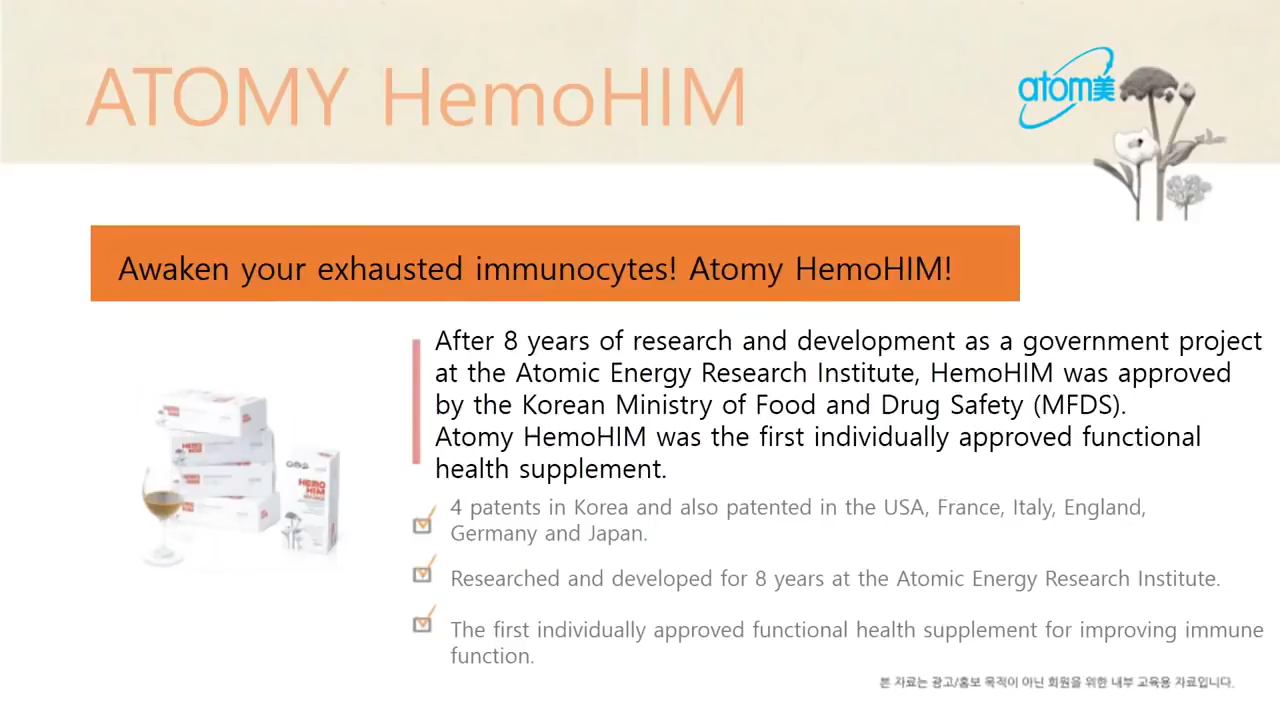 ATOMY HemoHIM
atom美
Awaken your exhausted immunocytes! Atomy HemoHIM!
After 8 years of research and development as a government project
at the Atomic Energy Research Institute, HemoHIM was approved
by the Korean Ministry of Food and Drug Safety (MFDS).
Atomy HemoHIM was the first individually approved functional
health supplement.
HEMO
HIM
4 patents in Korea and also patented in the USA, France, Italy, England,
Germany and Japan.
Researched and developed for 8 years at the Atomic Energy Research Institute.
The first individually approved functional health supplement for improving immune
function.
본 자료는 광고/홍보 목적이 아닌 회원을 위한 내부 교육용 자료입니다.